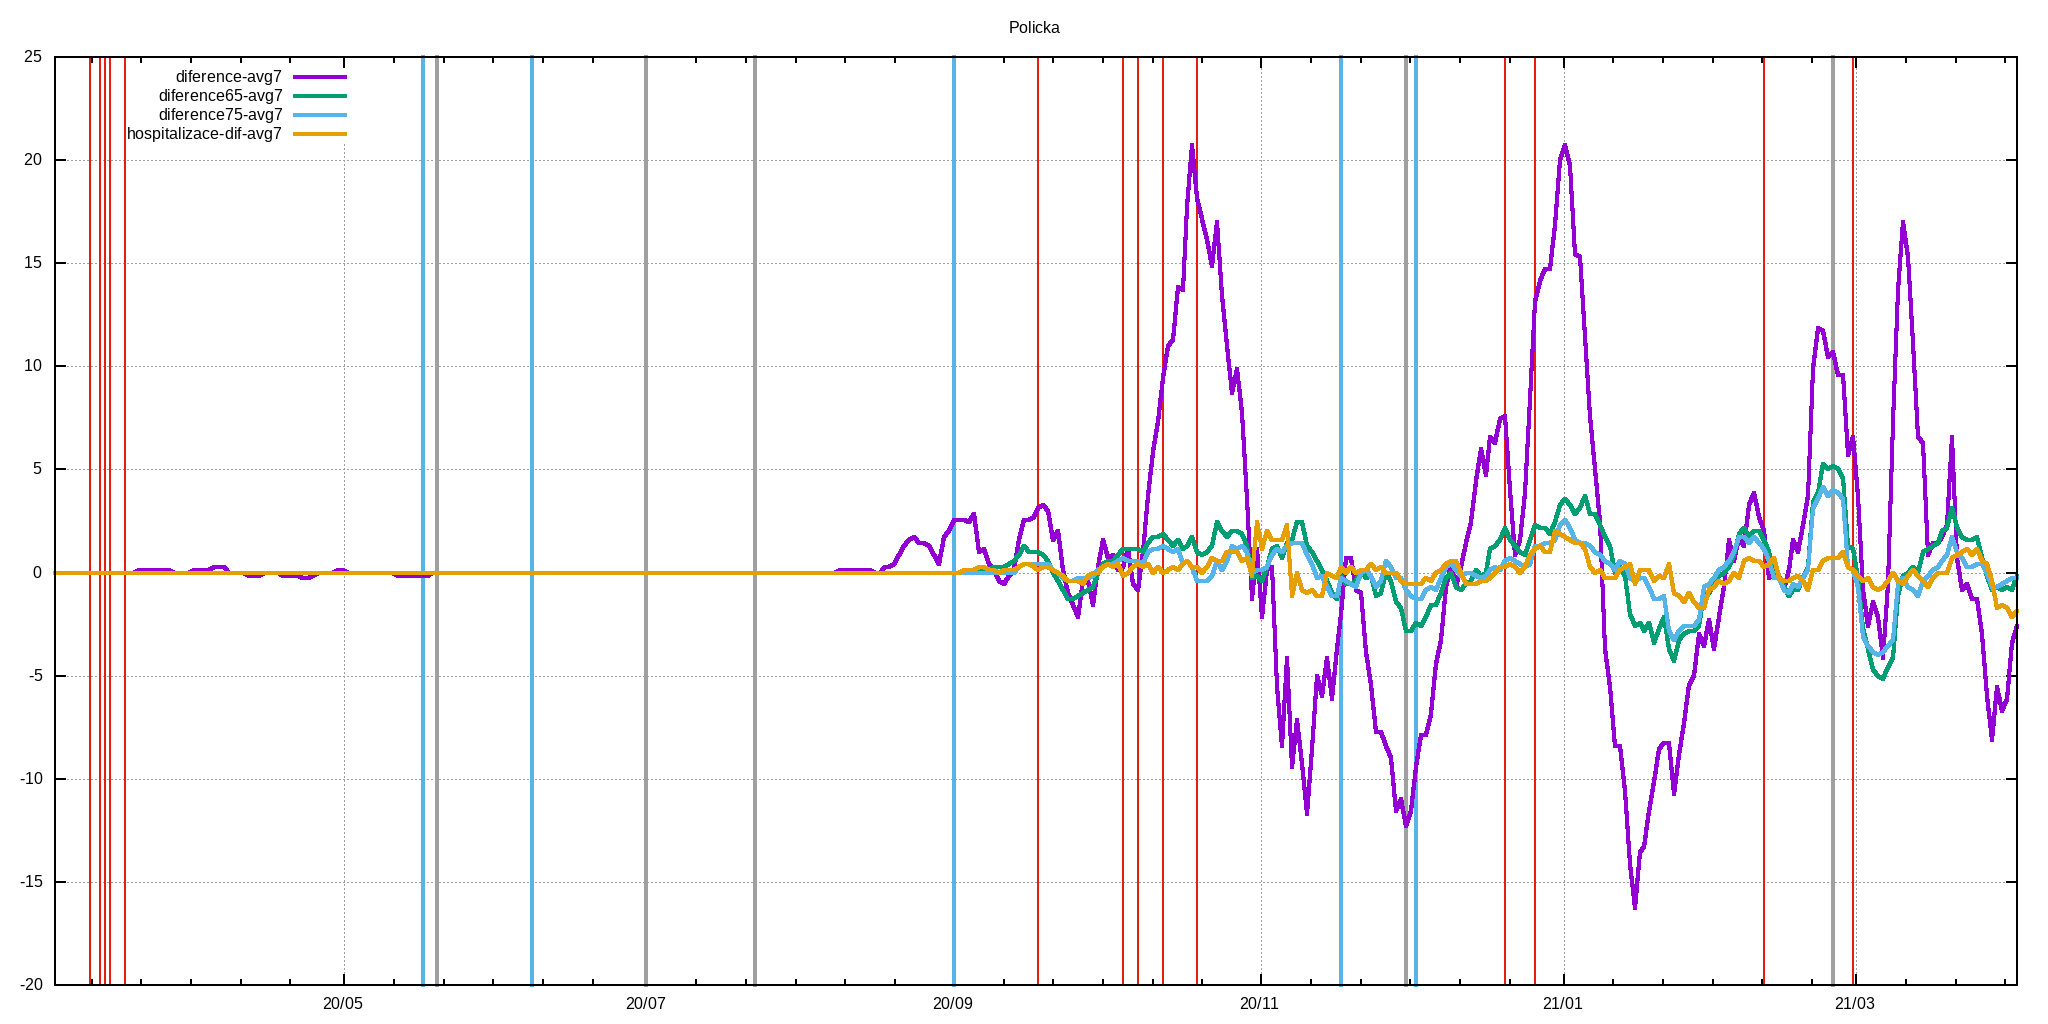 Policka
25
diference-avg7
diference65-avg7
diference75-avg7
hospitalizace-dif-avg7
20
15
10
5
0
-5
-10
-15
-20
20/05 20/07 20/09 20/11 21/01 21/03